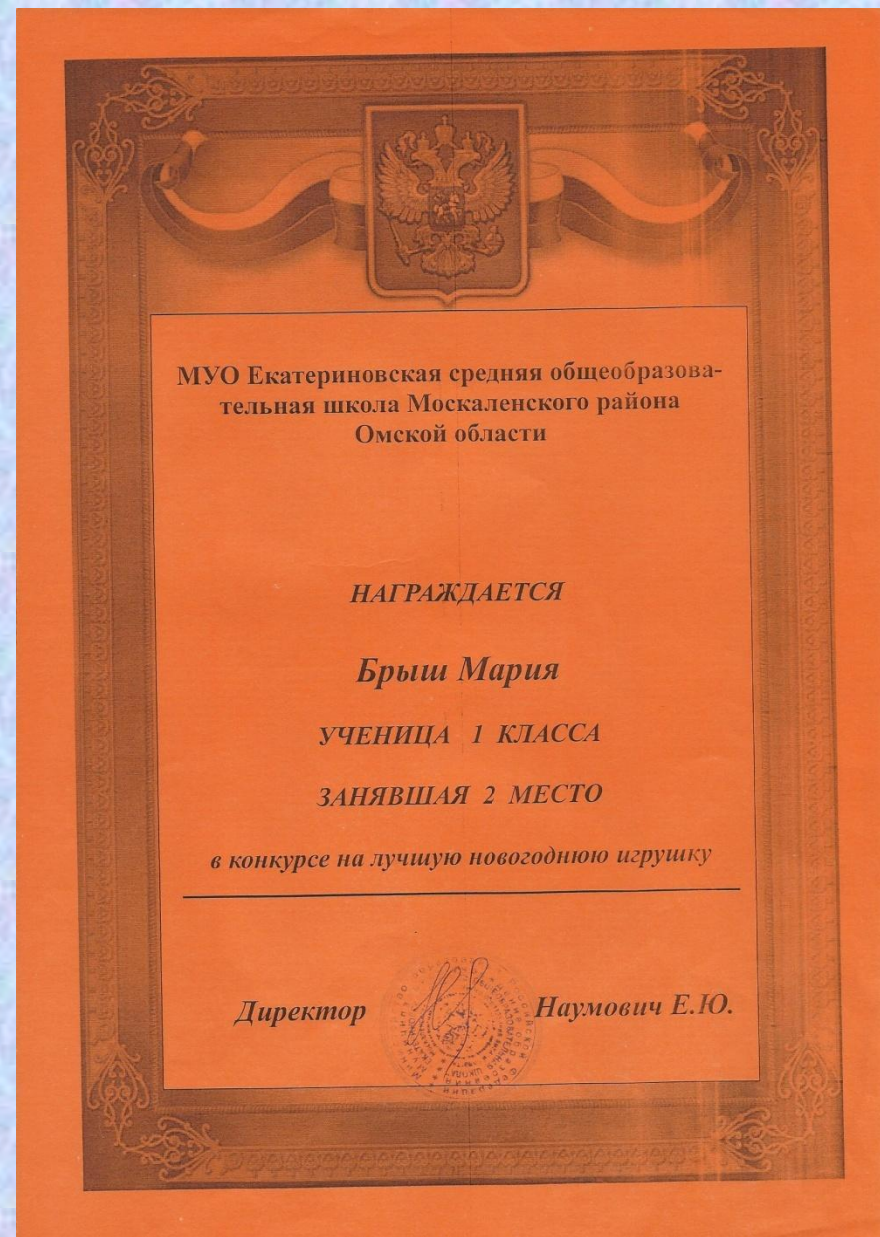 МУО Екатериновская средняя общеобразова-
тельная школа Москаленского района
Омской области
НАГРАЖДАЕТСЯ
Брыш Мария
УЧЕНИЦА 1 КЛАССА
ЗАНЯВШАЯ 2 МЕСТО
в конкурсе на лучшую новогоднюю игрушку
Директор Наумович Е.Ю.